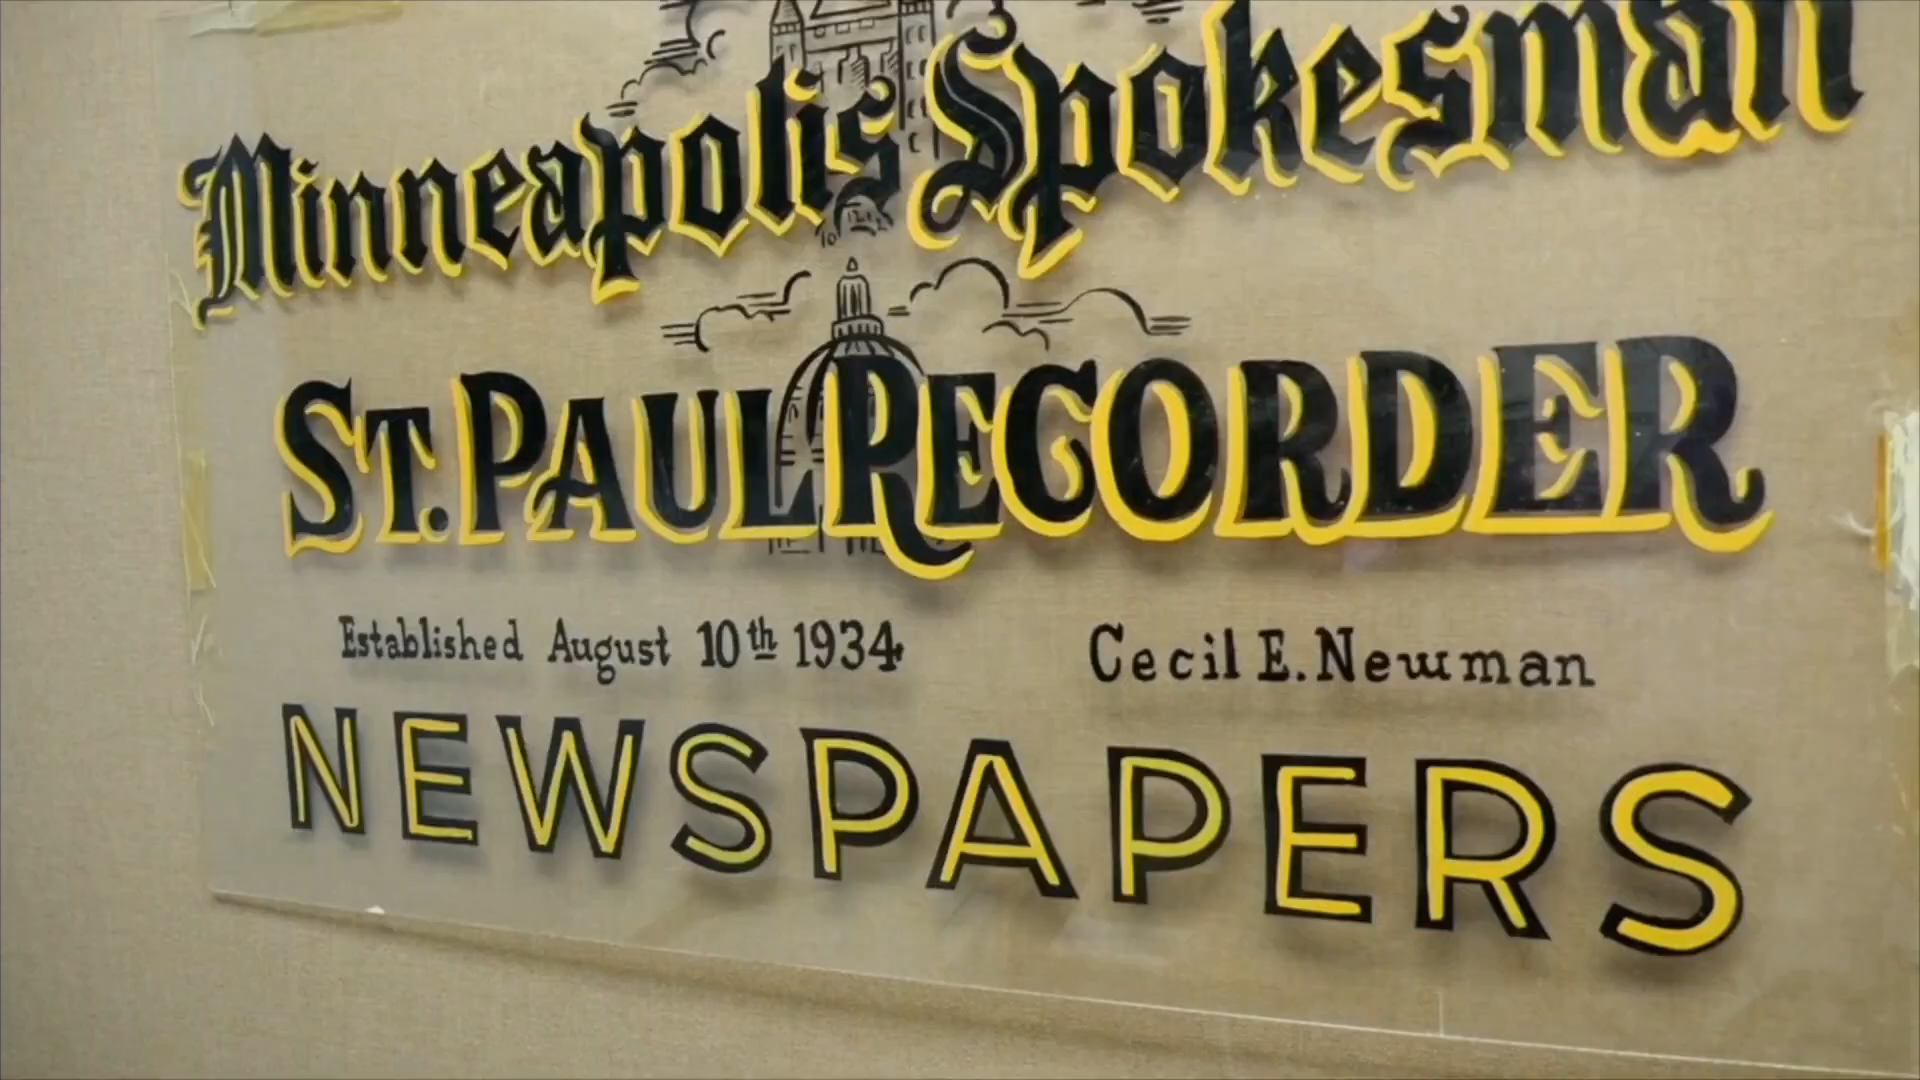 Minneapolis Spokesman
St. Paul Recorder
Established August 10th 1934
Cecil E. Newman
NEWSPAPERS